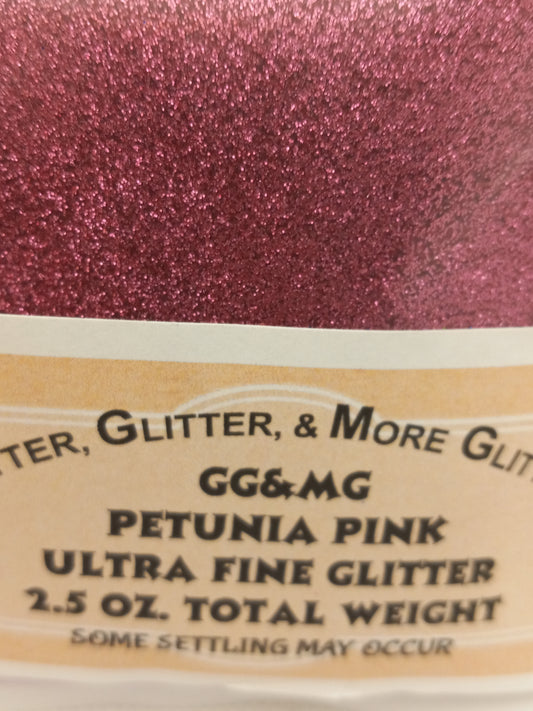 TTER, GLITTER, & MORE GLIT
GG&MG
PETUNIA PINK
ULTRA FINE GLITTER
2.5 OZ. TOTAL WEIGHT
SOME SETTLING MAY OCCUR